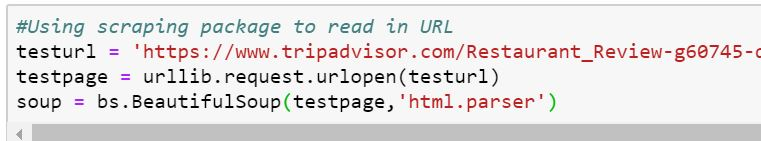 #Using scraping package to read in URL
testurl = 'https://www.tripadvisor.com/Restaurant_Review-g60745-
testpage = urllib.request.urlopen(testurl)
soup = bs.BeautifulSoup(testpage,'html.parser')